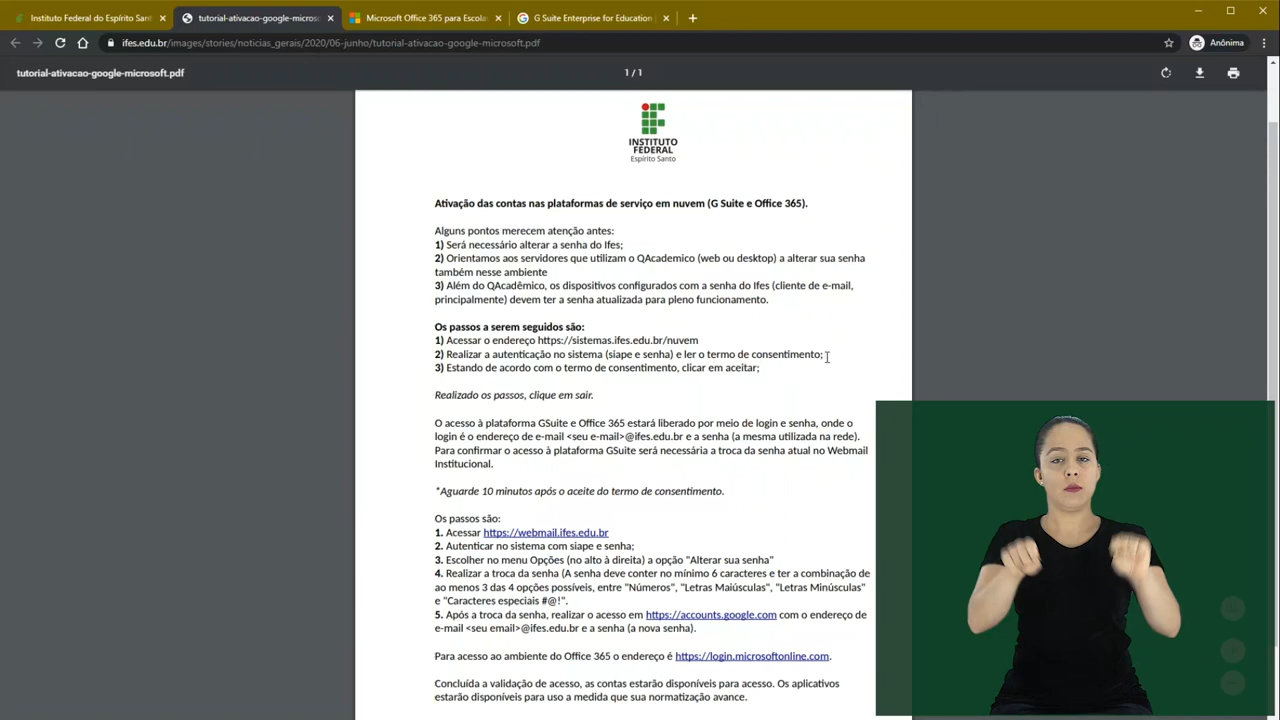 Instituto Federal do Espírito Sant
tutorial-ativacao-google-micros
Microsoft Office 365 para Escola
G Suite Enterprise for Education
ifes.edu.br/images/stories/noticias_gerais/2020/06-junho/tutorial-ativacao-google-microsoft.pdf
Anônima
tutorial-ativacao-google-microsoft.pdf
1 / 1
INSTITUTO
FEDERAL
Espírito Santo
Ativação das contas nas plataformas de serviço em nuvem (G Suite e Office 365).
Alguns pontos merecem atenção antes:
1) Será necessário alterar a senha do Ifes;
2) Orientamos aos servidores que utilizam o QAcademico (web ou desktop) a alterar sua senha
também nesse ambiente
3) Além do QAcadêmico, os dispositivos configurados com a senha do Ifes (cliente de e-mail,
principalmente) devem ter a senha atualizada para pleno funcionamento.
Os passos a serem seguidos são:
1) Acessar o endereço https://sistemas.ifes.edu.br/nuvem
2) Realizar a autenticação no sistema (siape e senha) e ler o termo de consentimento;
3) Estando de acordo com o termo de consentimento, clicar em aceitar;
Realizado os passos, clique em sair.
O acesso à plataforma GSuite e Office 365 estará liberado por meio de login e senha, onde o
login é o endereço de e-mail <seu e-mail>@ifes.edu.br e a senha (a mesma utilizada na rede).
Para confirmar o acesso à plataforma GSuite será necessária a troca da senha atual no Webmail
Institucional.
*Aguarde 10 minutos após o aceite do termo de consentimento.
Os passos são:
1. Acessar https://webmail.ifes.edu.br
2. Autenticar no sistema com siape e senha;
3. Escolher no menu Opções (no alto à direita) a opção "Alterar sua senha"
4. Realizar a troca da senha (A senha deve conter no mínimo 6 caracteres e ter a combinação de
ao menos 3 das 4 opções possíveis, entre "Números", "Letras Maiúsculas", "Letras Minúsculas"
e "Caracteres especiais #@!".
5. Após a troca da senha, realizar o acesso em https://accounts.google.com com o endereço de
e-mail <seu email>@ifes.edu.br e a senha (a nova senha).
Para acesso ao ambiente do Office 365 o endereço é https://login.microsoftonline.com.
Concluída a validação de acesso, as contas estarão disponíveis para acesso. Os aplicativos
estarão disponíveis para uso a medida que sua normatização avance.